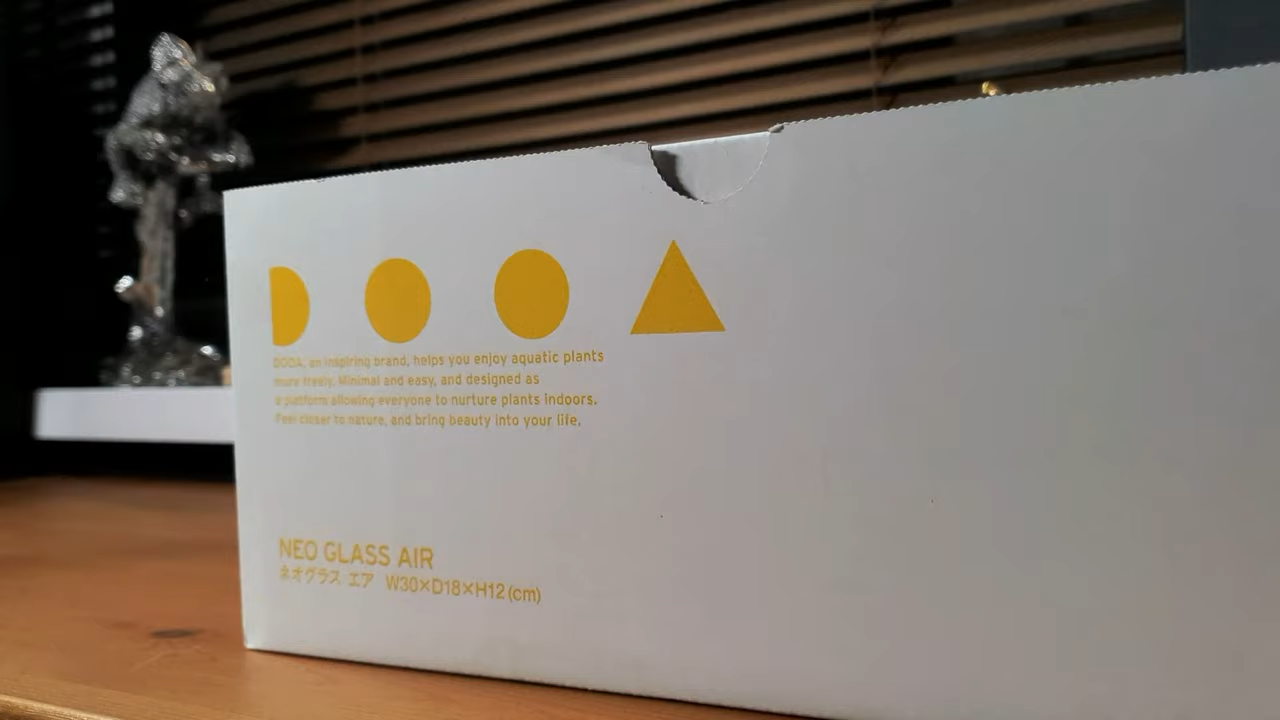 DOOA
DOOA, an inspiring brand, helps you enjoy aquatic plants
more freely. Minimal and easy, and designed as
a platform allowing everyone to nurture plants indoors.
Feel closer to nature, and bring beauty into your life.
NEO GLASS AIR
ネオグラス エア W30×D18×H12(cm)